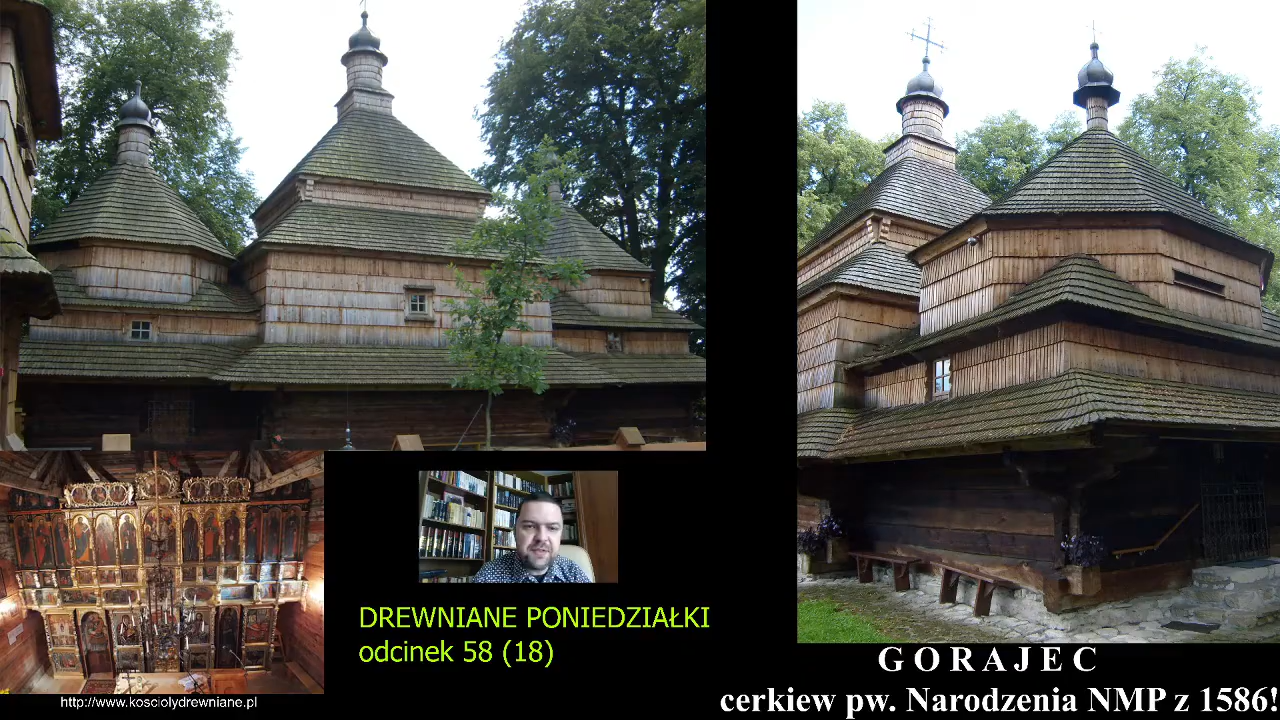 DREWNIANE PONIEDZIAŁKI
odcinek 58 (18)
http://www.kosciolydrewniane.pl
G O R A J E C
cerkiew pw. Narodzenia NMP z 1586!